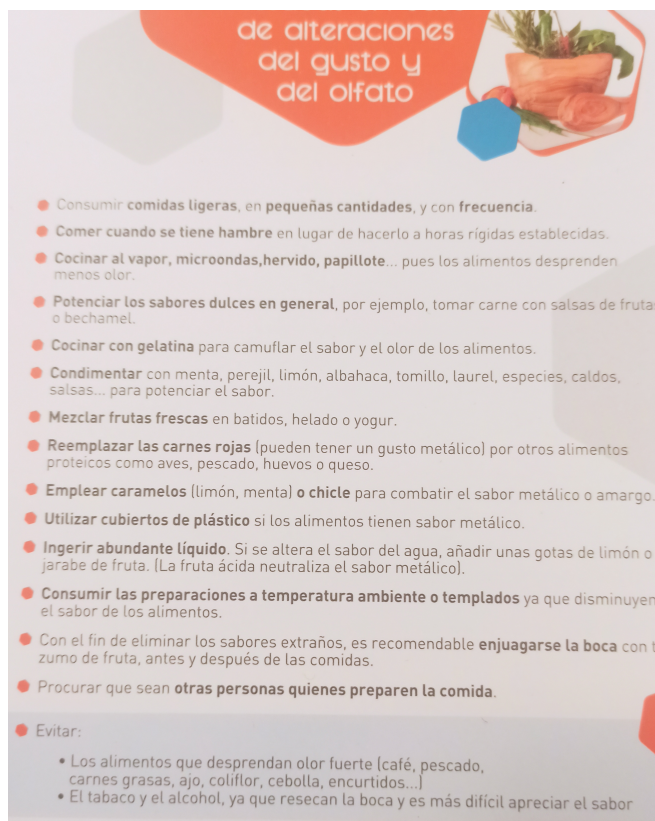 de alteraciones
del gusto y
del olfato
Consumir comidas ligeras, en pequeñas cantidades, y con frecuencia.
Comer cuando se tiene hambre en lugar de hacerlo a horas rígidas establecidas.
Cocinar al vapor, microondas,hervido, papillote... pues los alimentos desprenden
menos olor.
Potenciar los sabores dulces en general, por ejemplo, tomar carne con salsas de fruta
o bechamel.
Cocinar con gelatina para camuflar el sabor y el olor de los alimentos.
Condimentar con menta, perejil, limón, albahaca, tomillo, laurel, especies, caldos,
salsas... para potenciar el sabor.
Mezclar frutas frescas en batidos, helado o yogur.
Reemplazar las carnes rojas (pueden tener un gusto metálico) por otros alimentos
proteicos como aves, pescado, huevos o queso.
Emplear caramelos (limón, menta) o chicle para combatir el sabor metálico o amargo.
Utilizar cubiertos de plástico si los alimentos tienen sabor metálico.
Ingerir abundante líquido. Si se altera el sabor del agua, añadir unas gotas de limón o
jarabe de fruta. (La fruta ácida neutraliza el sabor metálico).
Consumir las preparaciones a temperatura ambiente o templados ya que disminuyen
el sabor de los alimentos.
Con el fin de eliminar los sabores extraños, es recomendable enjuagarse la boca con
zumo de fruta, antes y después de las comidas.
Procurar que sean otras personas quienes preparen la comida.
Evitar:
• Los alimentos que desprendan olor fuerte (café, pescado,
carnes grasas, ajo, coliflor, cebolla, encurtidos...)
• El tabaco y el alcohol, ya que resecan la boca y es más difícil apreciar el sabor